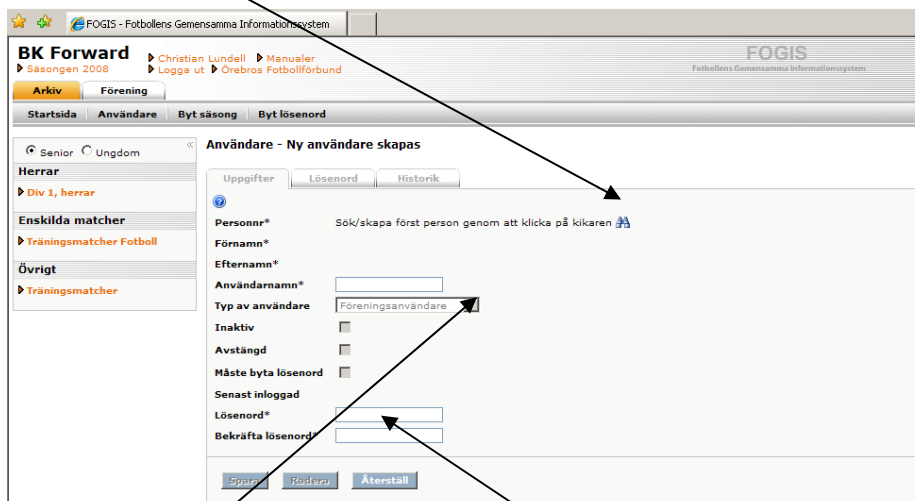 FOGIS - Fotbollens Gemensamma Informationssystem
BK Forward
Säsongen 2008
Christian Lundell Manualer
Logga ut Örebros Fotbollförbund
FOGIS
Fotbollens Gemensamma Informationssystem
Arkiv Förening
Startsida Användare Byt säsong Byt lösenord
Senior Ungdom
«
Herrar
Div 1, herrar
Enskilda matcher
Träningsmatcher Fotboll
Övrigt
Träningsmatcher
Användare - Ny användare skapas
Uppgifter Lösenord Historik
?
Personnr* Sök/skapa först person genom att klicka på kikaren
Förnamn*
Efternamn*
Användarnamn*
Typ av användare Föreningsanvändare
Inaktiv
Avstängd
Måste byta lösenord
Senast inloggad
Lösenord*
Bekräfta lösenord*
Spara Radera Återställ